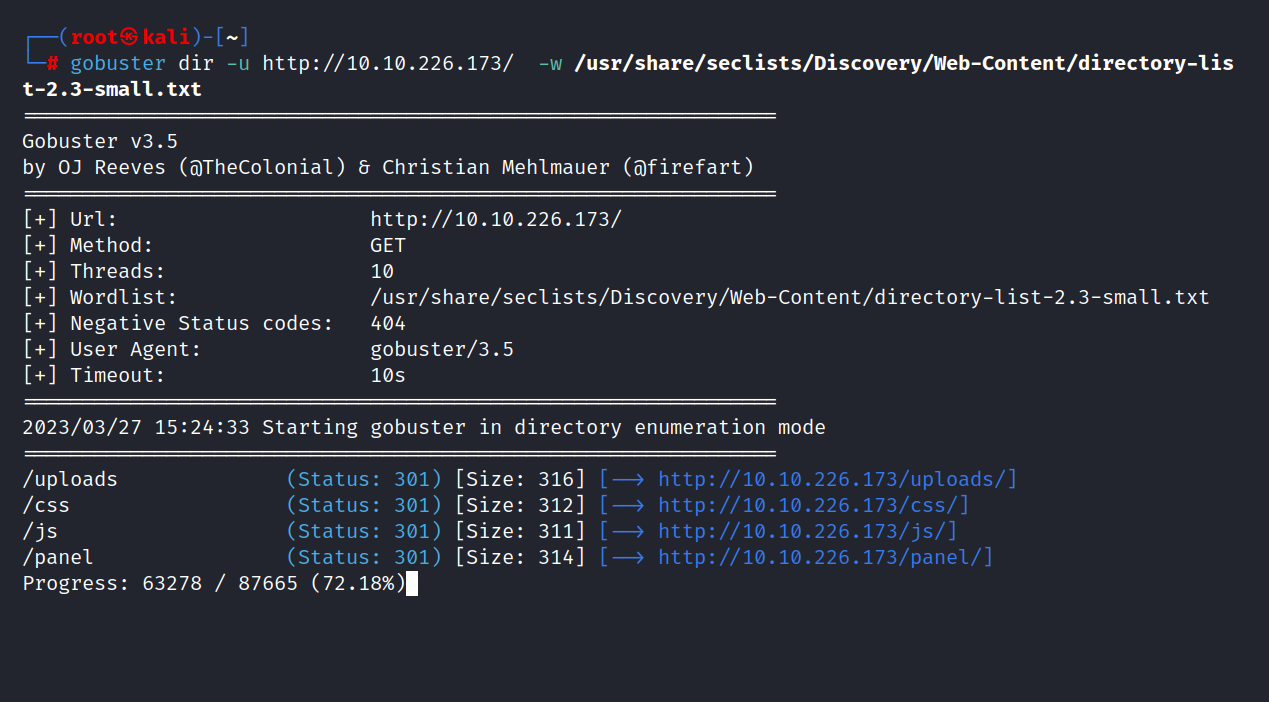 ┌──(root㉿kali)-[~]
└─# gobuster dir -u http://10.10.226.173/  -w /usr/share/seclists/Discovery/Web-Content/directory-lis
t-2.3-small.txt
===============================================================
Gobuster v3.5
by OJ Reeves (@TheColonial) & Christian Mehlmauer (@firefart)
===============================================================
[+] Url:                     http://10.10.226.173/
[+] Method:                  GET
[+] Threads:                 10
[+] Wordlist:                /usr/share/seclists/Discovery/Web-Content/directory-list-2.3-small.txt
[+] Negative Status codes:   404
[+] User Agent:              gobuster/3.5
[+] Timeout:                 10s
===============================================================
2023/03/27 15:24:33 Starting gobuster in directory enumeration mode
===============================================================
/uploads              (Status: 301) [Size: 316] [--> http://10.10.226.173/uploads/]
/css                  (Status: 301) [Size: 312] [--> http://10.10.226.173/css/]
/js                   (Status: 301) [Size: 311] [--> http://10.10.226.173/js/]
/panel                (Status: 301) [Size: 314] [--> http://10.10.226.173/panel/]
Progress: 63278 / 87665 (72.18%)